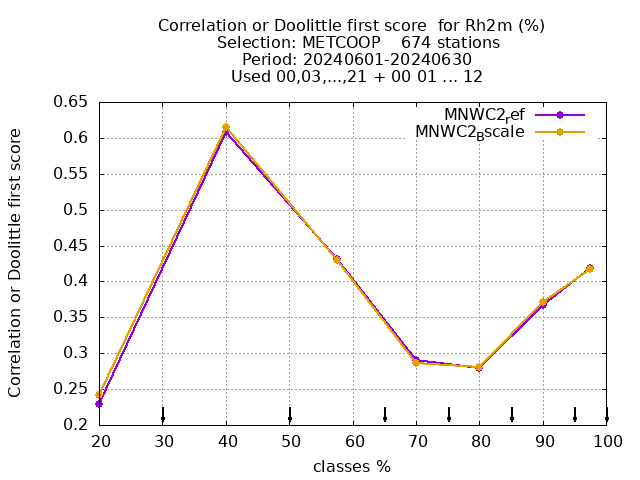 Correlation or Doolittle first score  for Rh2m (%)
Selection: METCOOP    674 stations
Period: 20240601-20240630
Used 00,03,...,21 + 00 01 ... 12
MNWC2ref
MNWC2Bscale
Correlation or Doolittle first score
0.65
0.6
0.55
0.5
0.45
0.4
0.35
0.3
0.25
0.2
20 30 40 50 60 70 80 90 100
classes %